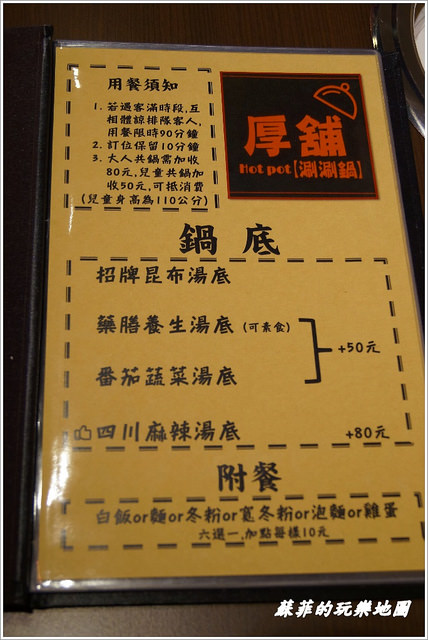 用餐須知
1. 若遇客滿時段,互
相體諒排隊客人,
用餐限時90分鐘
2. 訂位保留10分鐘
3. 大人共鍋需加收
80元,兒童共鍋加
收50元,可抵消費
(兒童身高為110公分)
厚舖
Hot pot【涮涮鍋】
鍋底
招牌昆布湯底
藥膳養生湯底(可素食)
+50元
番茄蔬菜湯底
四川麻辣湯底 +80元
附餐
白飯or麵or冬粉or寬冬粉or泡麵or雞蛋
六選一,加點每樣10元
蘇菲的玩樂地圖